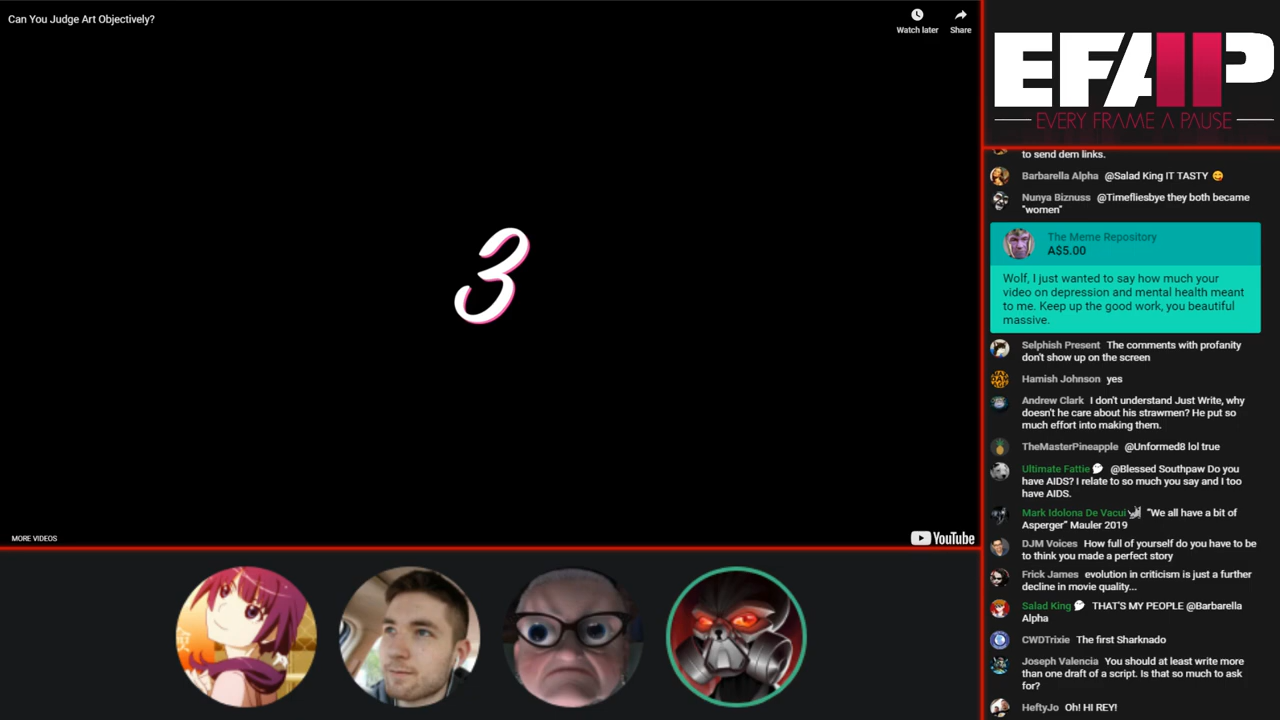 Can You Judge Art Objectively?
Watch later
Share
3
MORE VIDEOS
YouTube
EFAP
EVERY FRAME A PAUSE
to send dem links.
Barbarella Alpha @Salad King IT TASTY 😋
Nunya Biznuss @Timefliesbye they both became
"women"
The Meme Repository
A$5.00
Wolf, I just wanted to say how much your
video on depression and mental health meant
to me. Keep up the good work, you beautiful
massive.
Selphish Present The comments with profanity
don't show up on the screen
Hamish Johnson yes
Andrew Clark I don't understand Just Write, why
doesn't he care about his strawmen? He put so
much effort into making them.
TheMasterPineapple @Unformed8 lol true
Ultimate Fattie @Blessed Southpaw Do you
have AIDS? I relate to so much you say and I too
have AIDS.
Mark Idolona De Vacui "We all have a bit of
Asperger" Mauler 2019
DJM Voices How full of yourself do you have to be
to think you made a perfect story
Frick James evolution in criticism is just a further
decline in movie quality...
Salad King THAT'S MY PEOPLE @Barbarella
Alpha
CWDTrixie The first Sharknado
Joseph Valencia You should at least write more
than one draft of a script. Is that so much to ask
for?
HeftyJo Oh! HI REY!